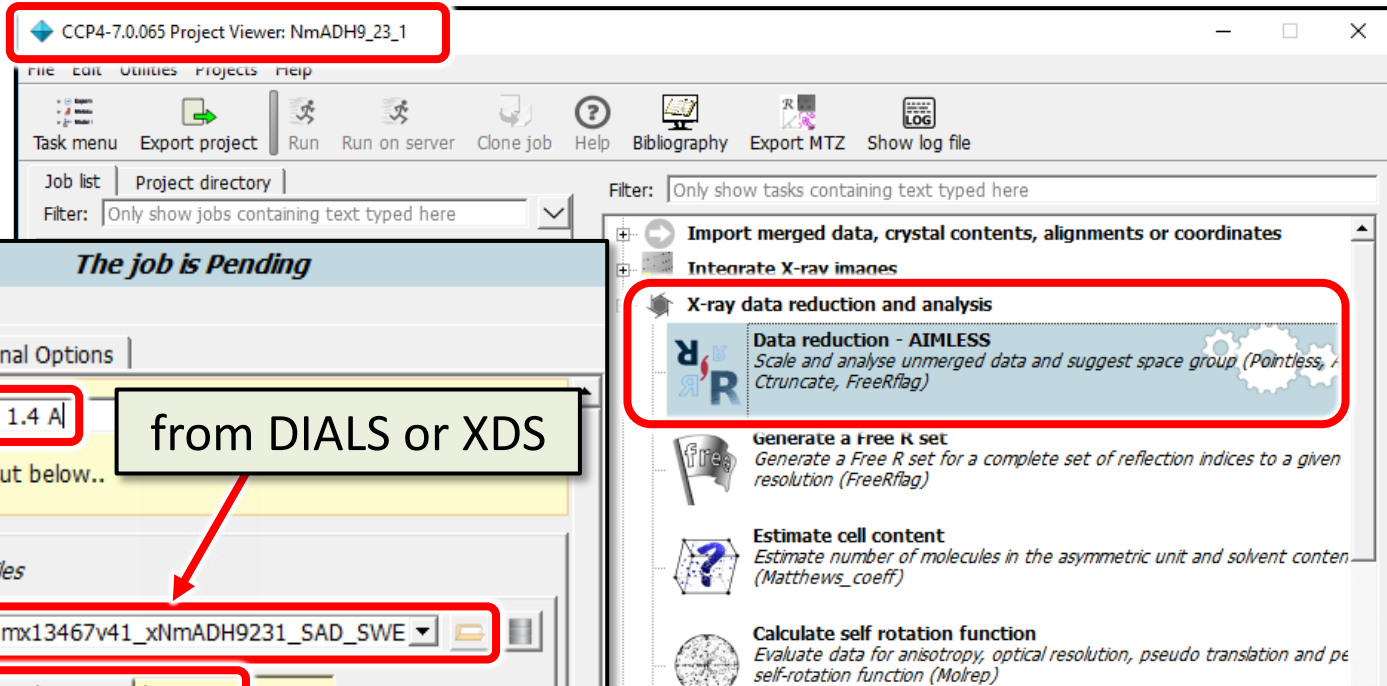 CCP4-7.0.065 Project Viewer: NmADH9_23_1
File Edit Utilities Projects Help
Task menu Export project Run Run on server Clone job Help Bibliography Export MTZ Show log file
Job list Project directory
Filter: Only show jobs containing text typed here
Filter: Only show tasks containing text typed here
Import merged data, crystal contents, alignments or coordinates
Integrate X-ray images
X-ray data reduction and analysis
Data reduction - AIMLESS
Scale and analyse unmerged data and suggest space group (Pointless, A
Ctruncate, FreeRflag)
Generate a Free R set
Generate a Free R set for a complete set of reflection indices to a given
resolution (FreeRflag)
Estimate cell content
Estimate number of molecules in the asymmetric unit and solvent conten
(Matthews_coeff)
Calculate self rotation function
Evaluate data for anisotropy, optical resolution, pseudo translation and pe
self-rotation function (Molrep)
The job is Pending
nal Options
1.4 A
from DIALS or XDS
ut below..
les
mx13467v41_xNmADH9231_SAD_SWE